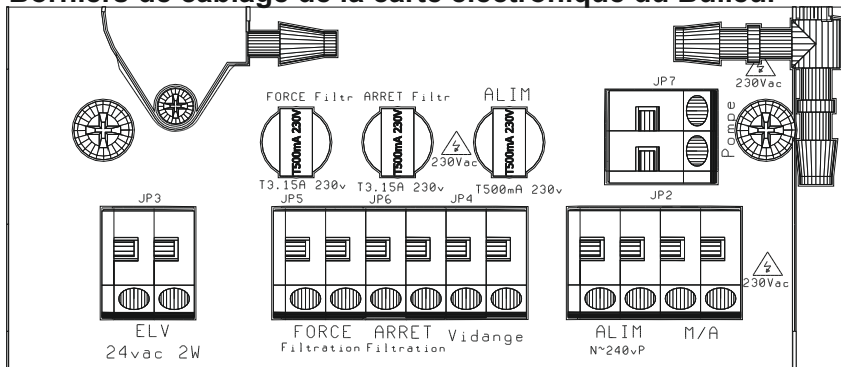 Borniers de câblage de la carte électronique du Bulleur
JP7
230Vac
FORCE Filtr ARRET Filtr ALIM
T500mA 230V
T500mA 230V
T500mA 230V
230Vac
Pompe
T3.15A 230v T3.15A 230v T500mA 230v
JP3 JP5 JP6 JP4 JP2
230Vac
ELV FORCE ARRET Vidange ALIM M/A
24vac 2W Filtration Filtration N~240vP